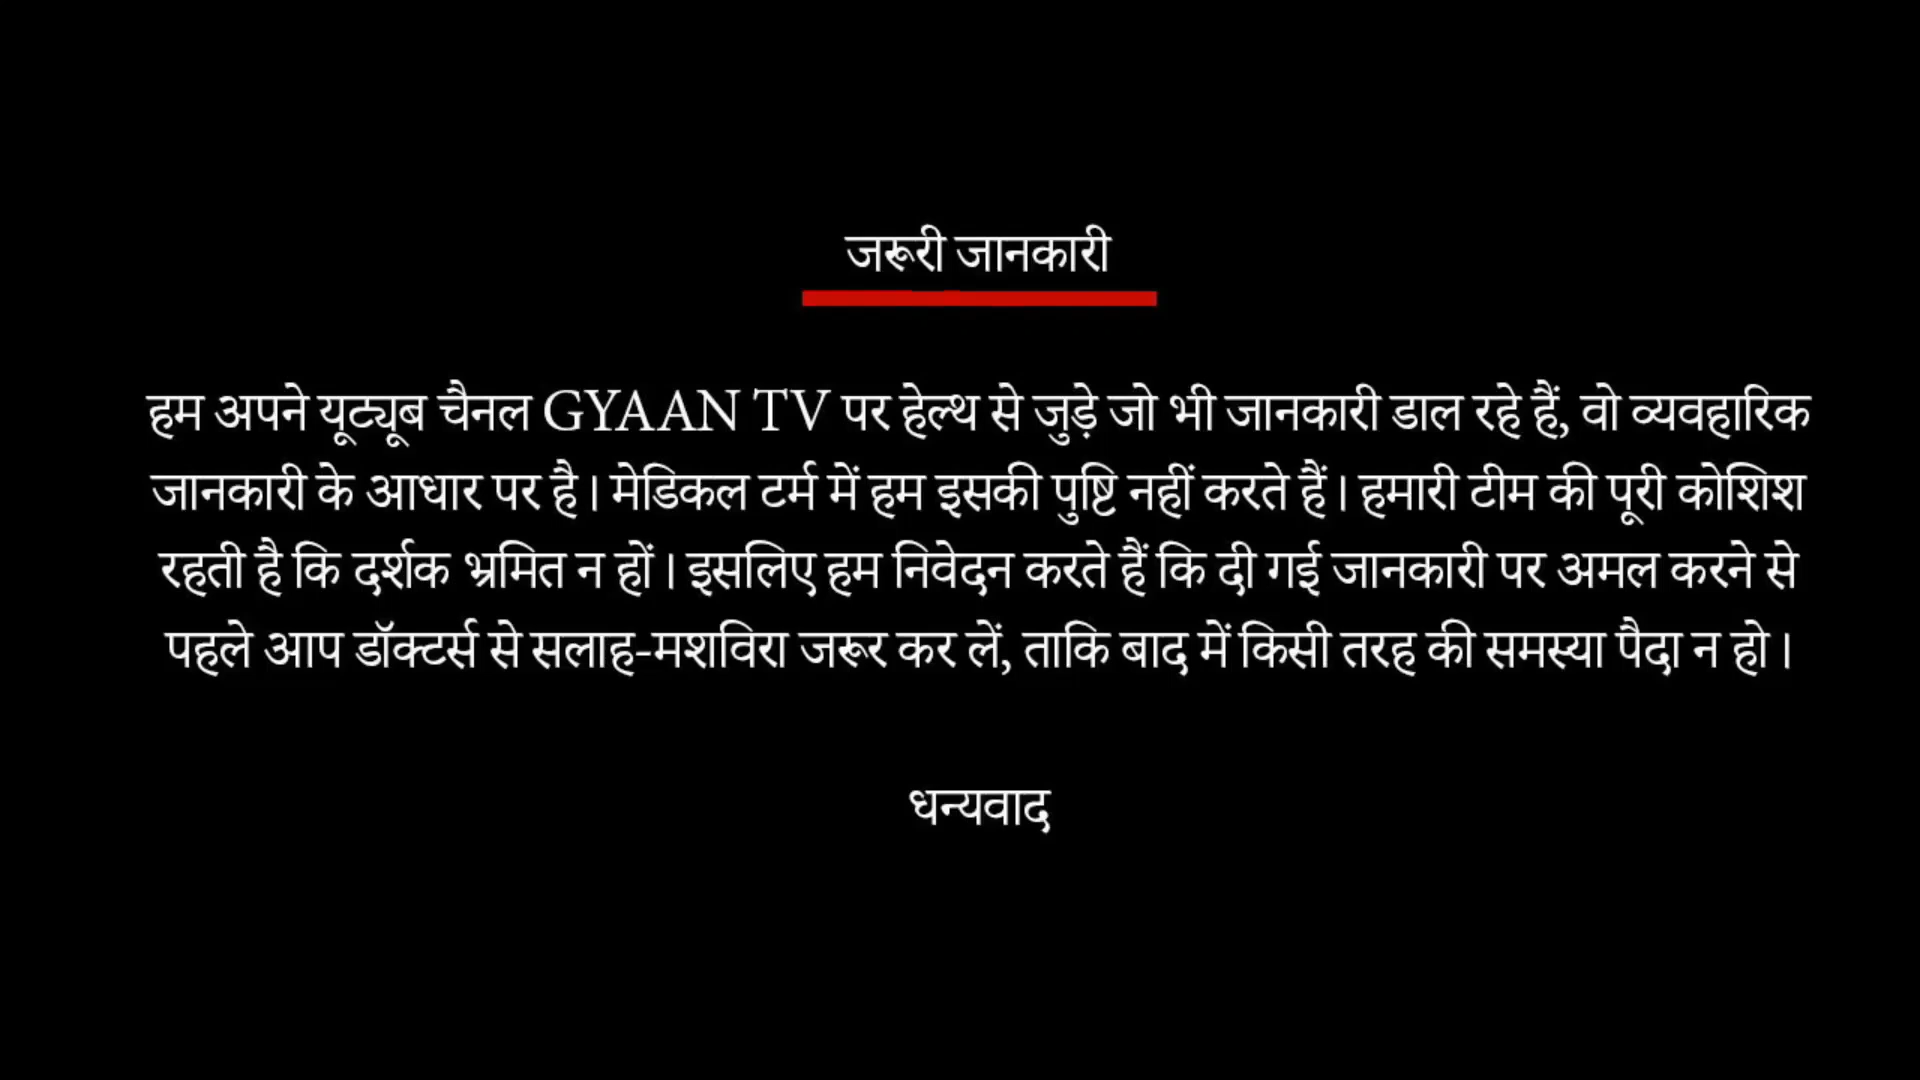 जरूरी जानकारी
हम अपने यूट्यूब चैनल GYAAN TV पर हेल्थ से जुड़े जो भी जानकारी डाल रहे हैं, वो व्यवहारिक
जानकारी के आधार पर है । मेडिकल टर्म में हम इसकी पुष्टि नहीं करते हैं । हमारी टीम की पूरी कोशिश
रहती है कि दर्शक भ्रमित न हों । इसलिए हम निवेदन करते हैं कि दी गई जानकारी पर अमल करने से
पहले आप डॉक्टर्स से सलाह-मशविरा जरूर कर लें, ताकि बाद में किसी तरह की समस्या पैदा न हो ।
धन्यवाद